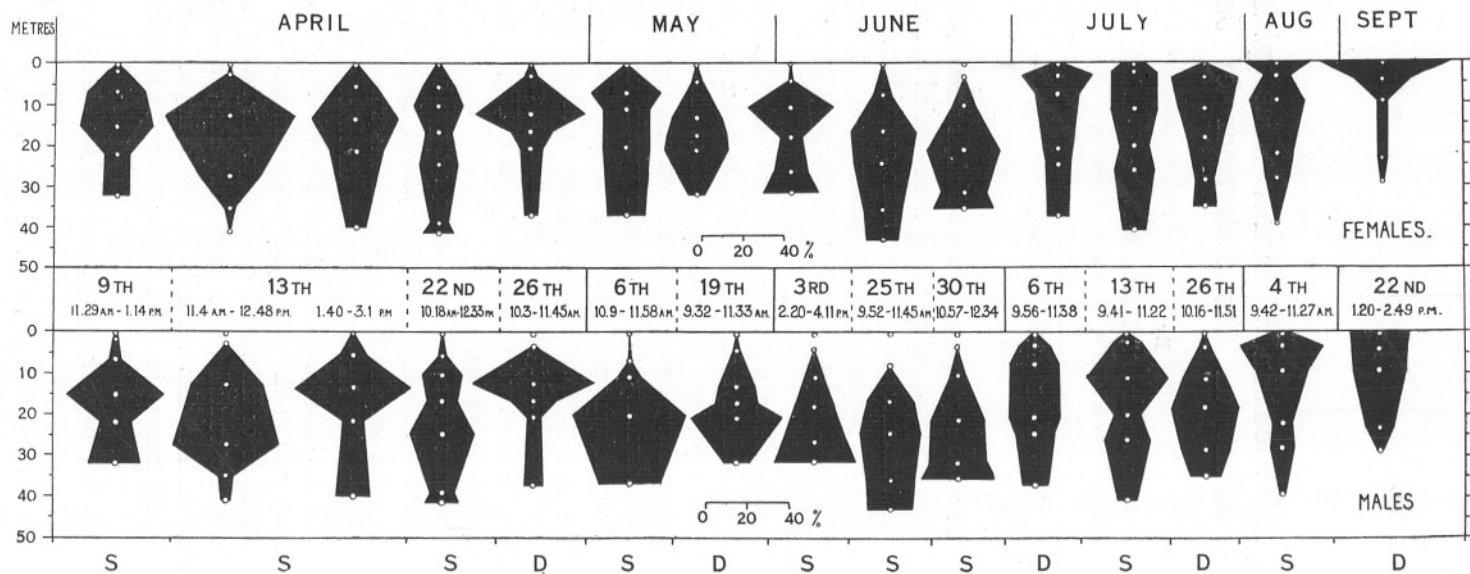 METRES APRIL MAY JUNE JULY AUG SEPT
0
10
20
30
40
50
0 20 40 %
FEMALES.
9TH 13TH 22ND 26TH 6TH 19TH 3RD 25TH 30TH 6TH 13TH 26TH 4TH 22ND
11.29 A.M - 1.14 P.M. 11.4 A.M - 12.48 P.M. 1.40 - 3.1 P.M 10.18 AM-12.33 P.M. 10.3-11.45 AM. 10.9 - 11.58 A.M. 9.32 - 11.33 A.M. 2.20-4.11 P.M. 9.52-11.45 A.M 10.57-12.34 9.56-11.38 9.41 - 11.22 10.16-11.51 9.42-11.27 A.M. 1.20-2.49 P.M.
0
10
20
30
40
50
0 20 40 %
MALES
S S S D S D S S S D S D S D